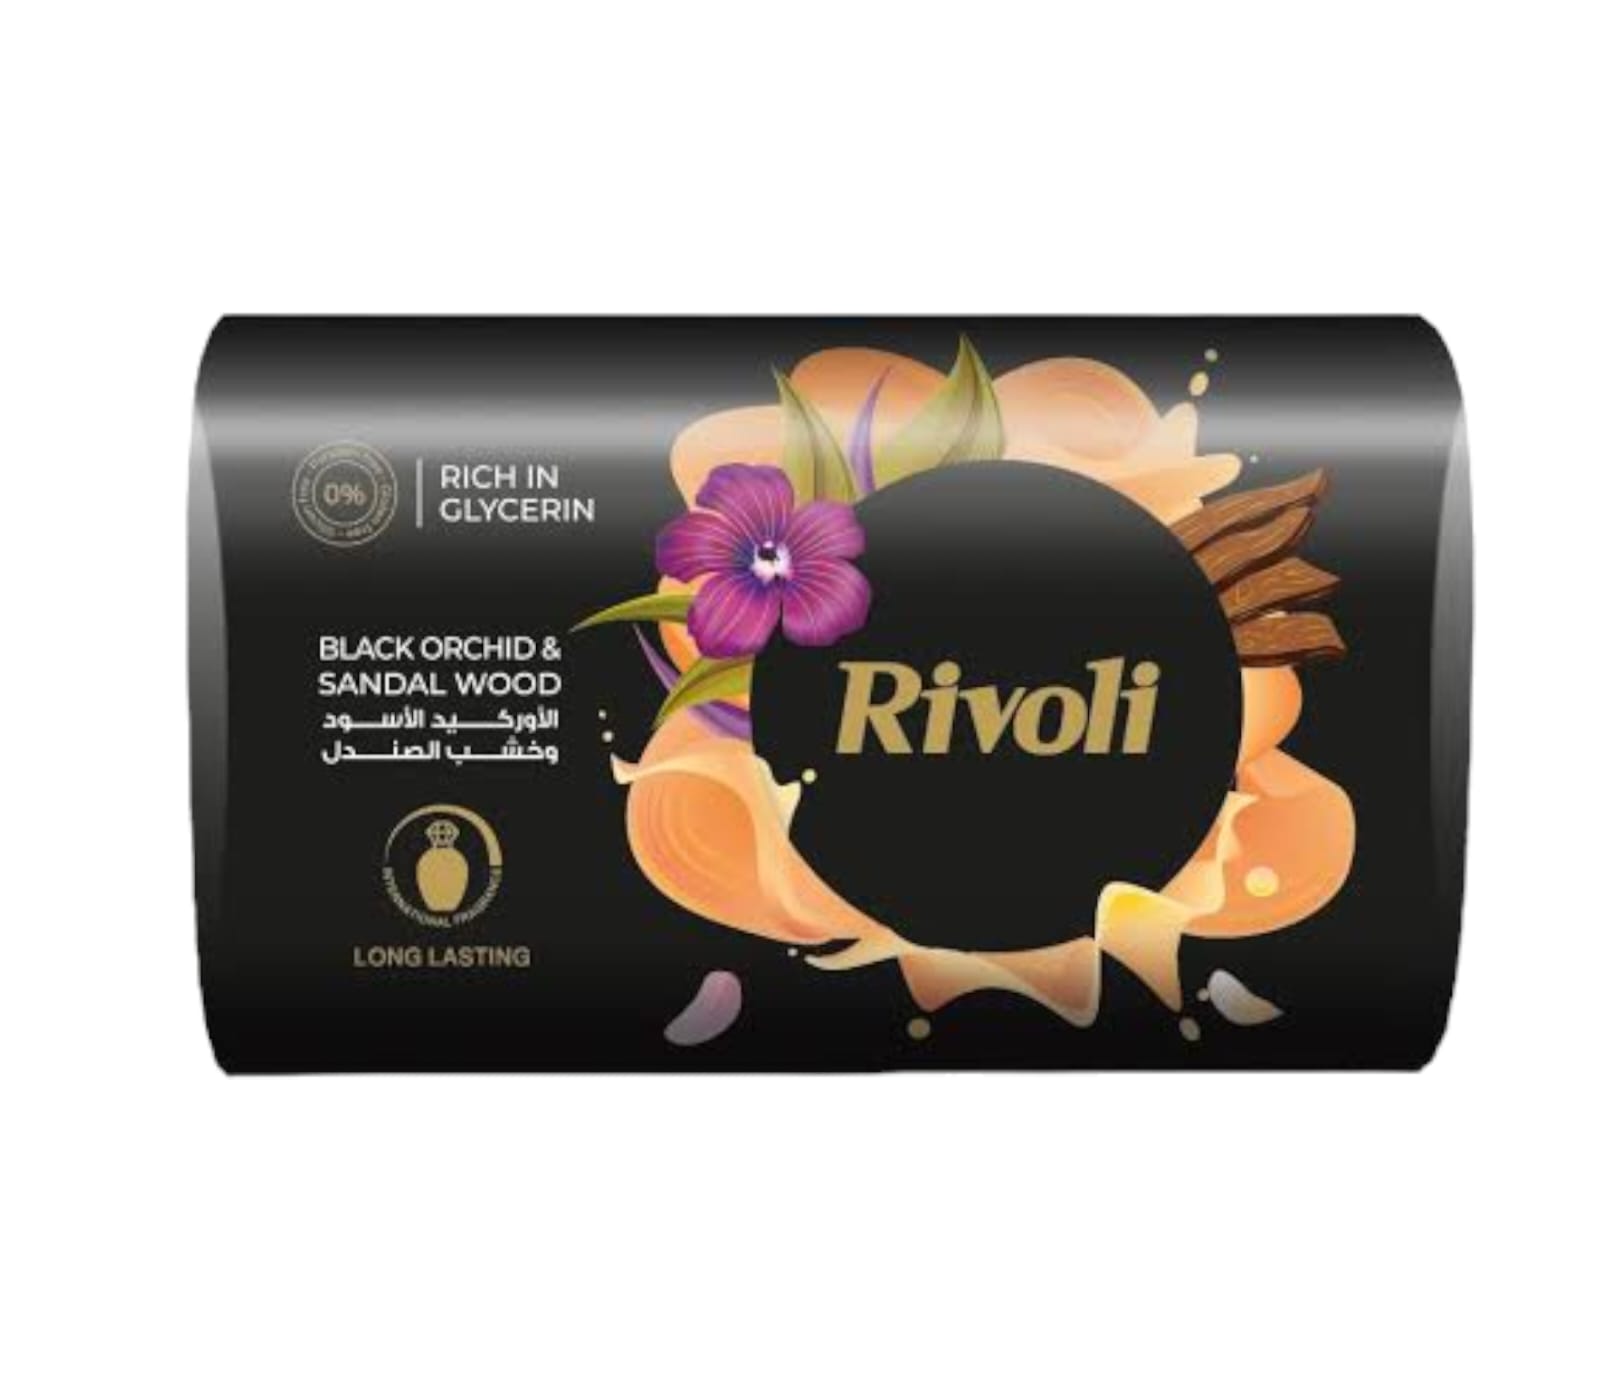 0%
RICH IN
GLYCERIN
BLACK ORCHID &
SANDAL WOOD
الأوركيد الأسود
وخشب الصندل
INTERNATIONAL FRAGRANCE
LONG LASTING
Rivoli